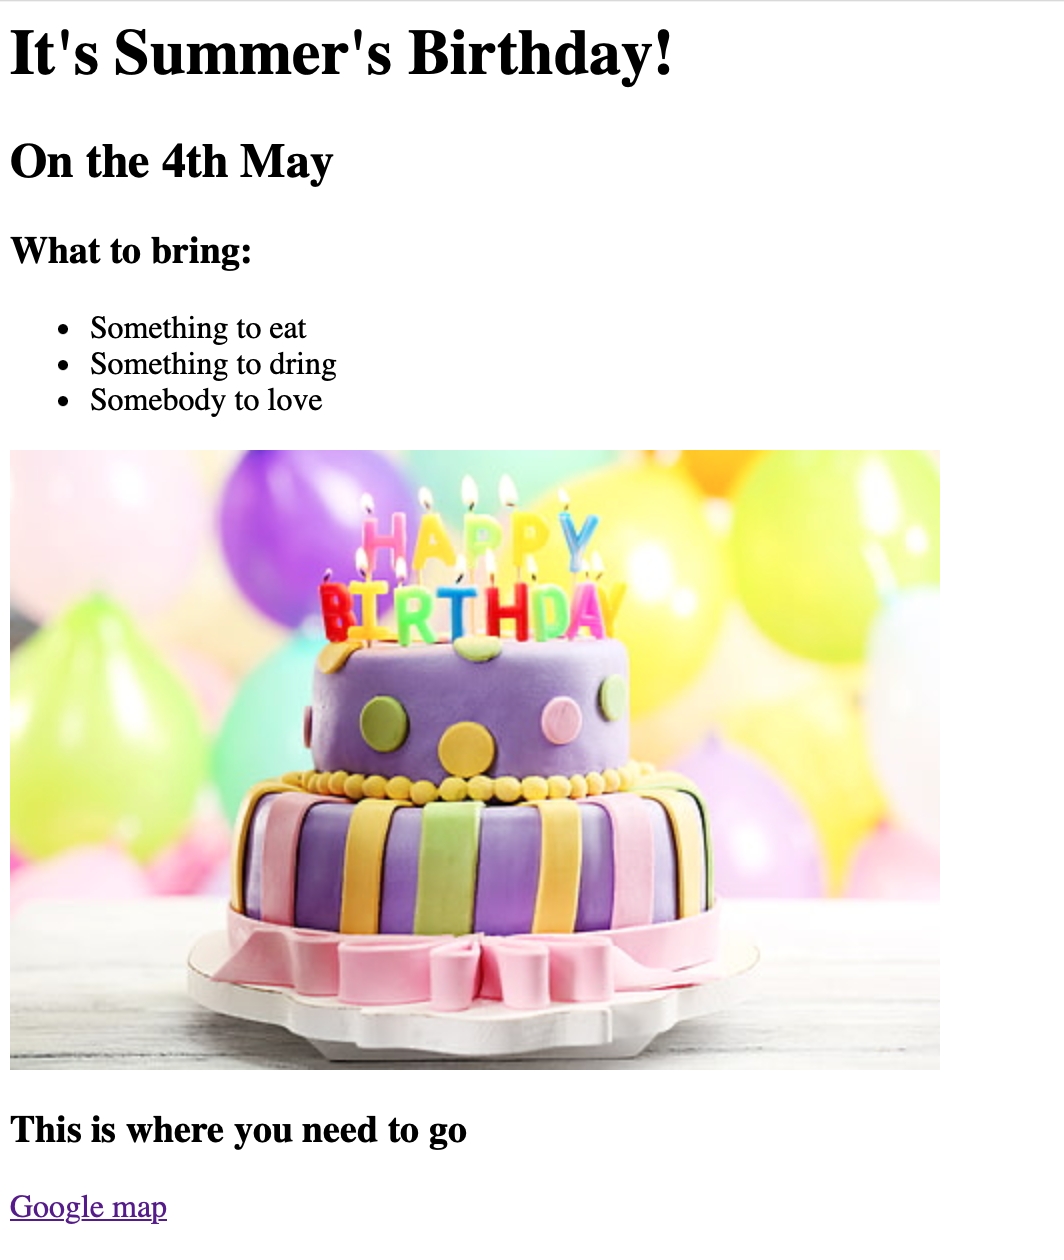 It's Summer's Birthday!
On the 4th May
What to bring:
Something to eat
Something to dring
Somebody to love
HAPPY
BIRTHDAY
This is where you need to go
Google map